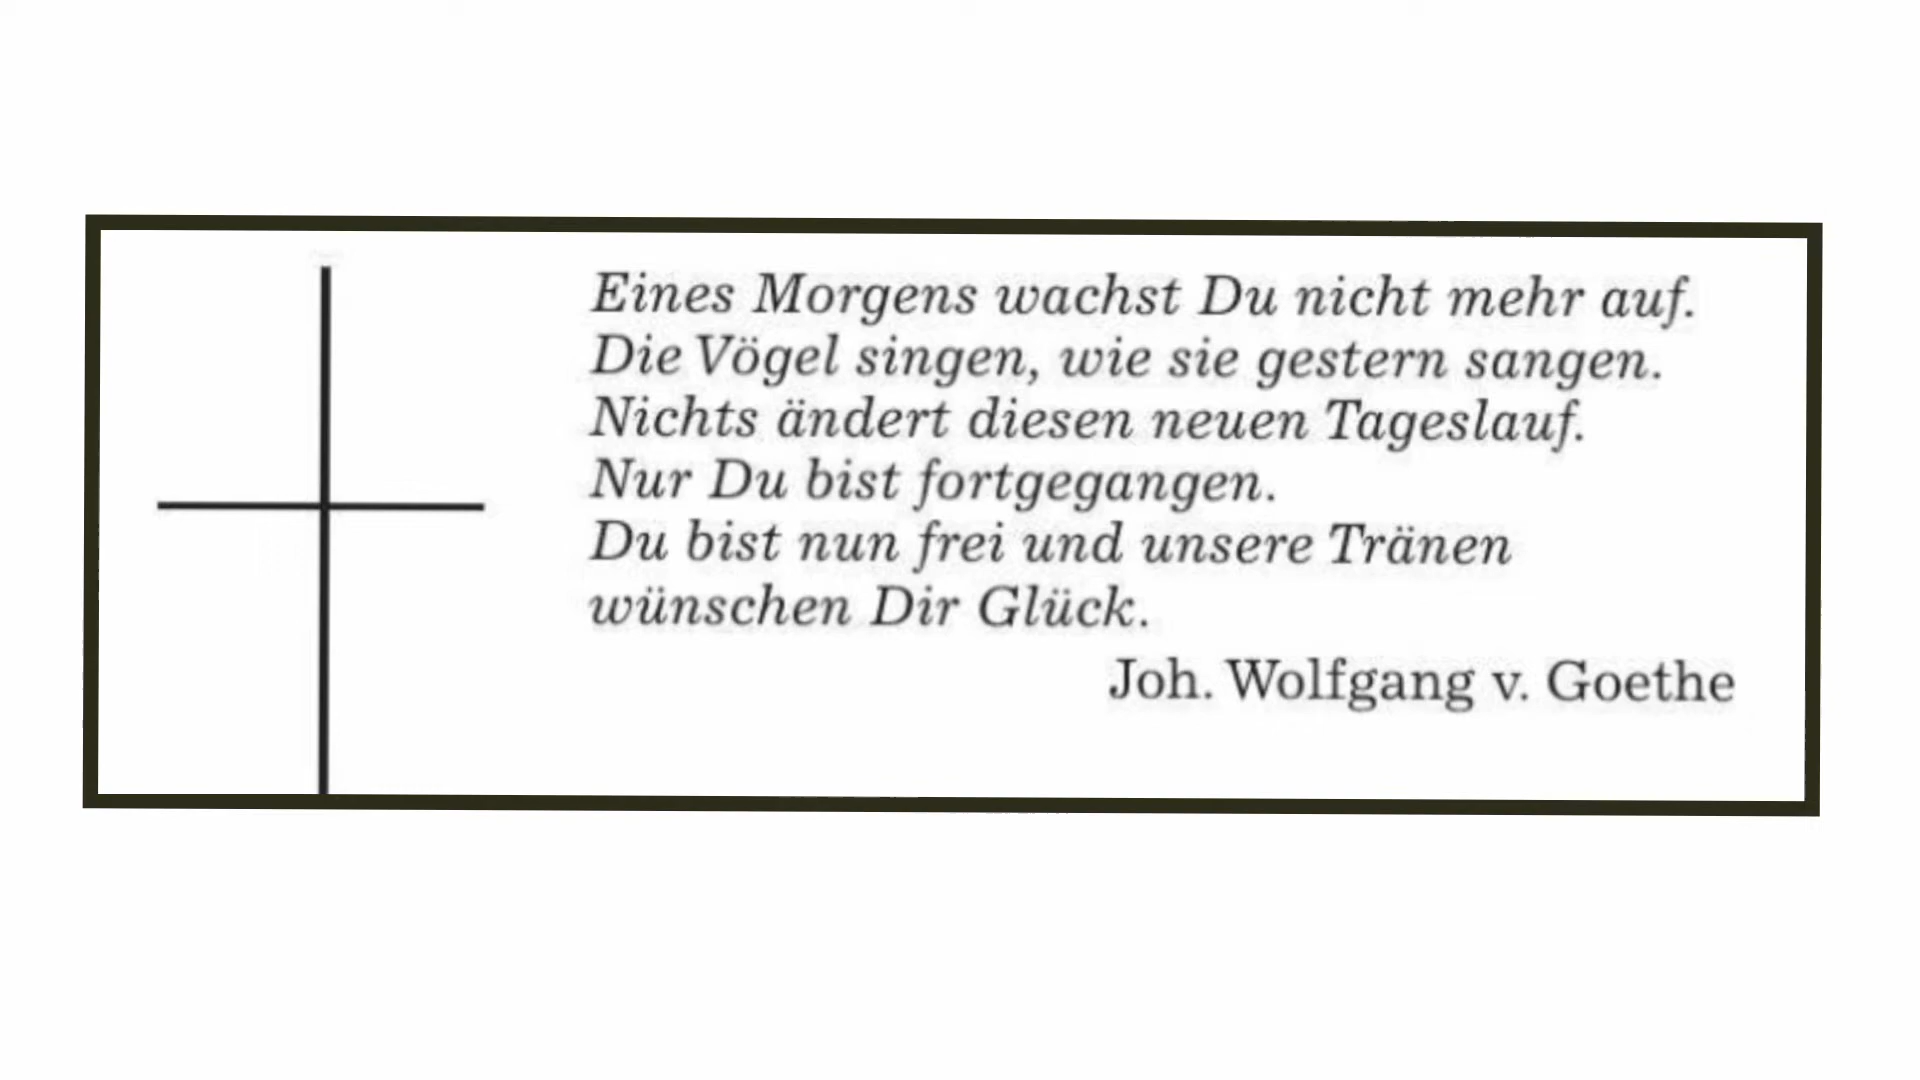 Eines Morgens wachst Du nicht mehr auf.
Die Vögel singen, wie sie gestern sangen.
Nichts ändert diesen neuen Tageslauf.
Nur Du bist fortgegangen.
Du bist nun frei und unsere Tränen
wünschen Dir Glück.
Joh. Wolfgang v. Goethe